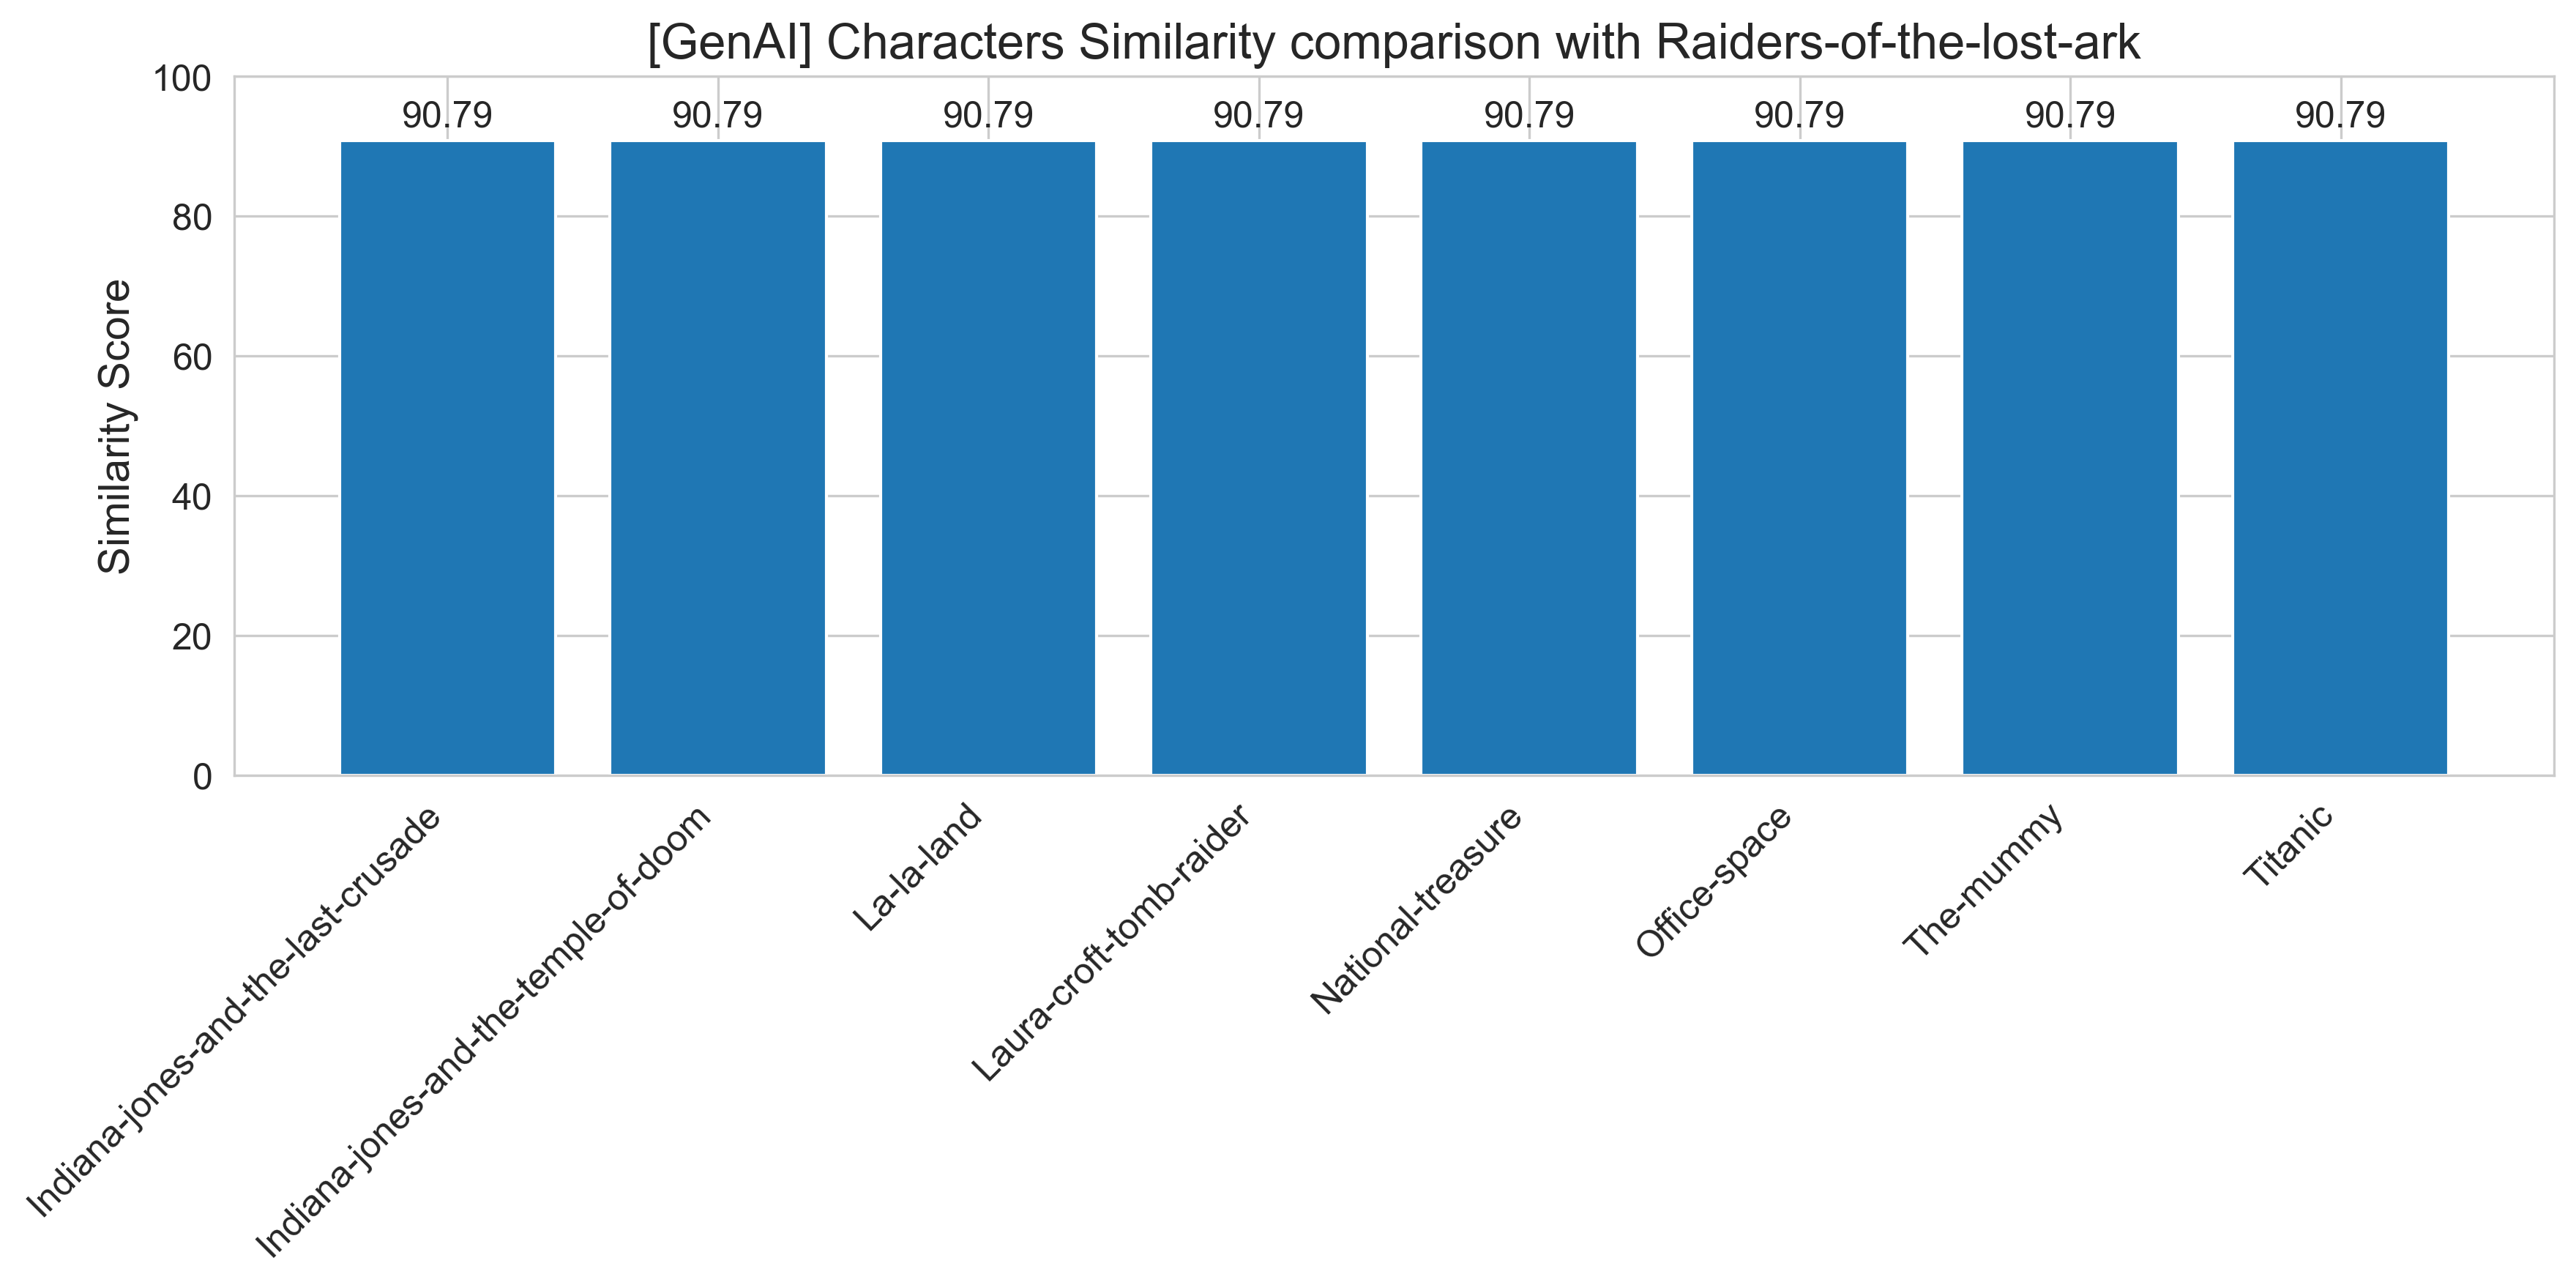 [GenAI] Characters Similarity comparison with Raiders-of-the-lost-ark
100
90.79 90.79 90.79 90.79 90.79 90.79 90.79 90.79
80
60
40
20
0
Similarity Score
Indiana-jones-and-the-last-crusade
Indiana-jones-and-the-temple-of-doom
La-la-land
Laura-croft-tomb-raider
National-treasure
Office-space
The-mummy
Titanic